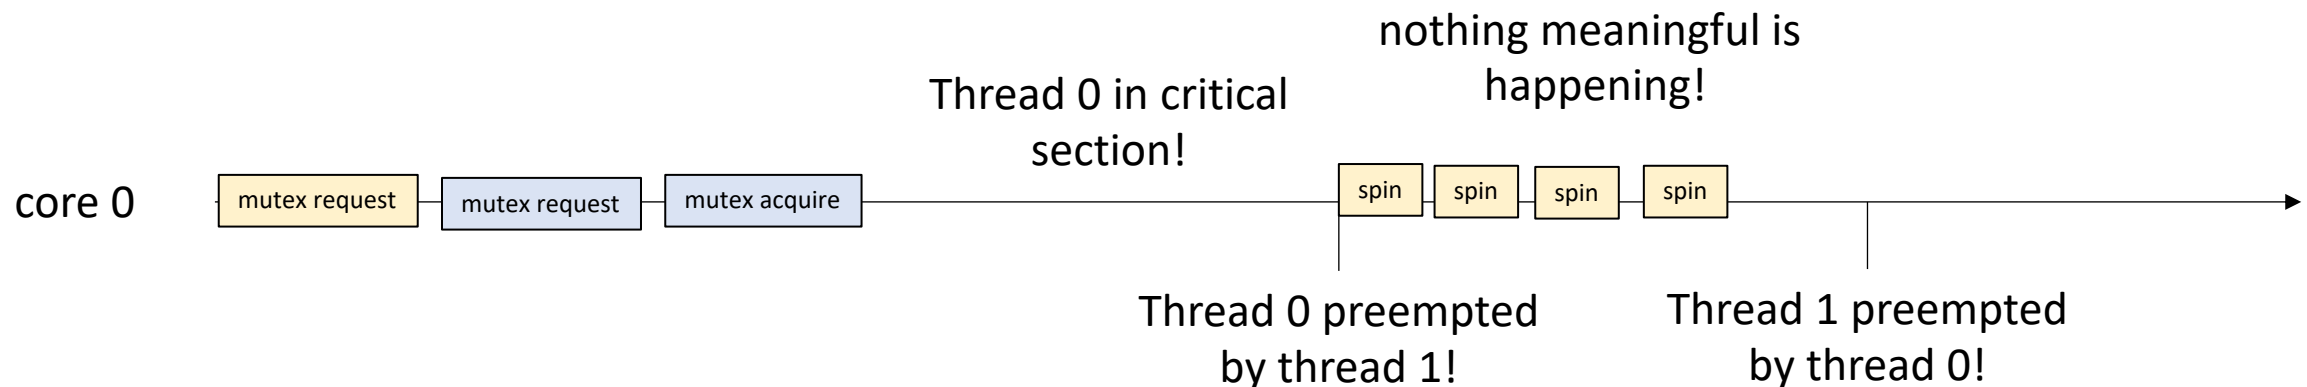 nothing meaningful is
happening!
Thread 0 in critical
section!
core 0
mutex request
mutex request
mutex acquire
spin
spin
spin
spin
Thread 0 preempted
by thread 1!
Thread 1 preempted
by thread 0!